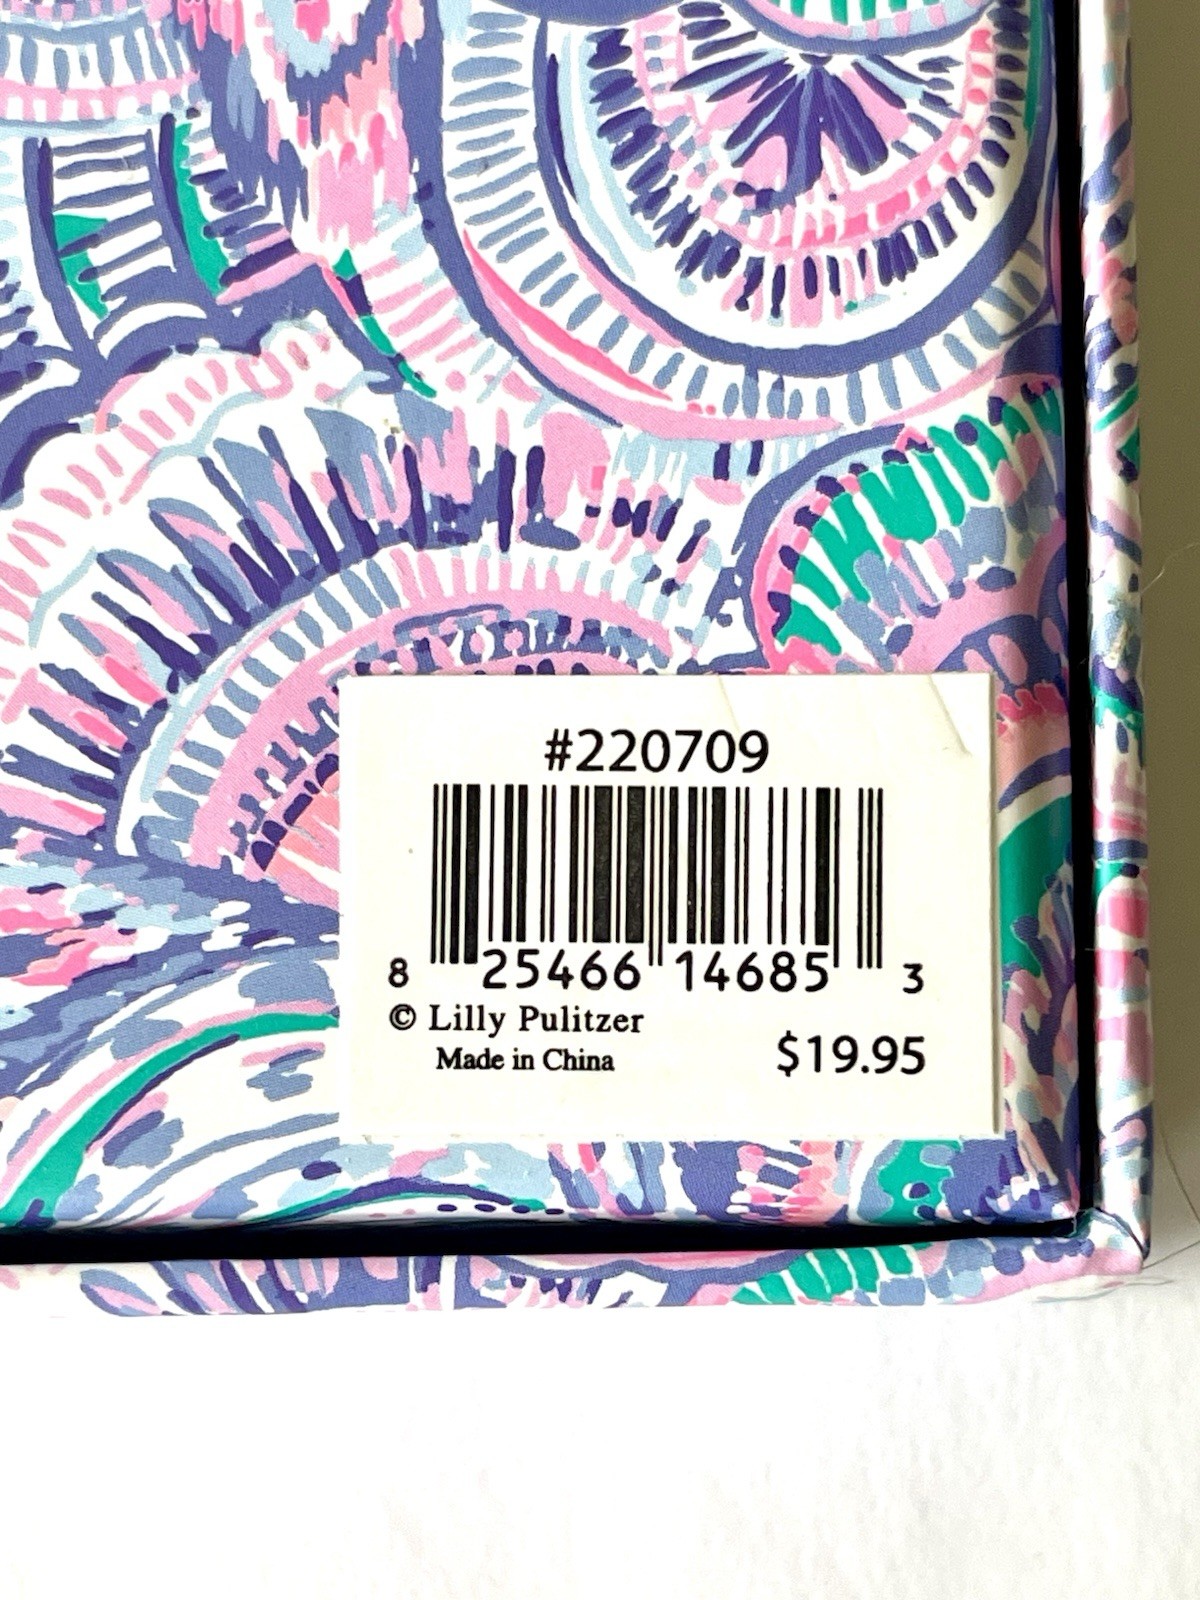 #220709
8 25466 14685 3
© Lilly Pulitzer
Made in China
$19.95